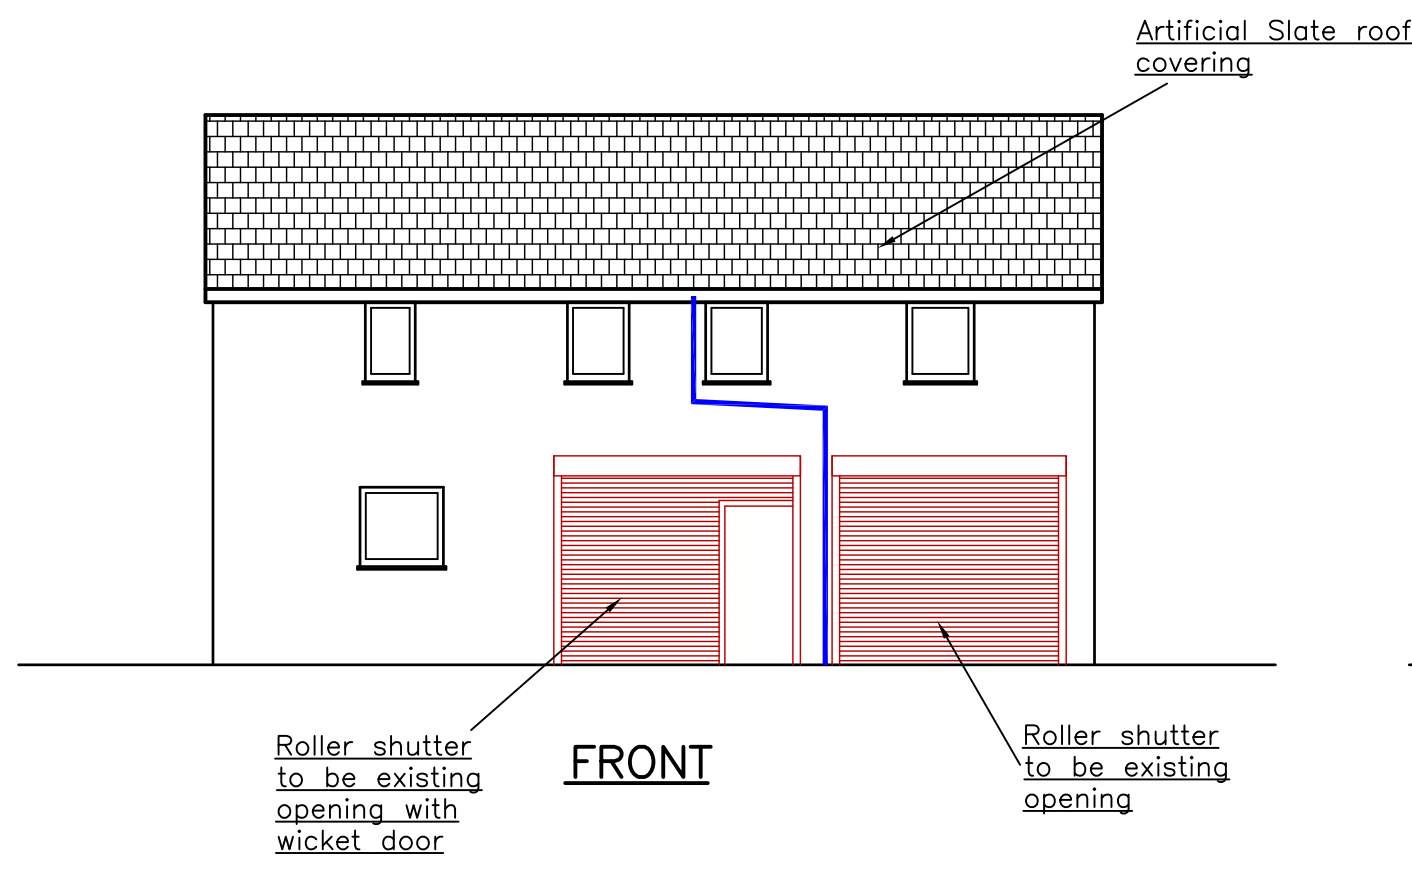 Artificial Slate roof
covering
Roller shutter
to be existing
opening with
wicket door
FRONT
Roller shutter
to be existing
opening